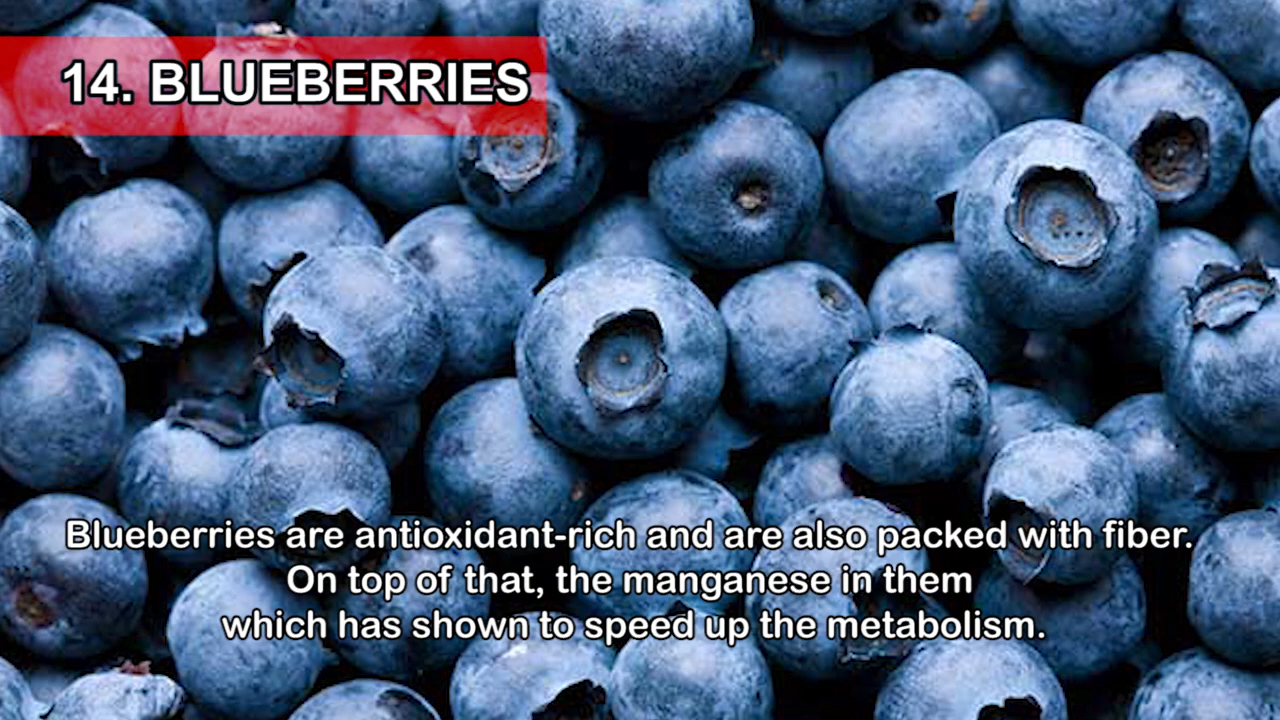 14. BLUEBERRIES
Blueberries are antioxidant-rich and are also packed with fiber.
On top of that, the manganese in them
which has shown to speed up the metabolism.